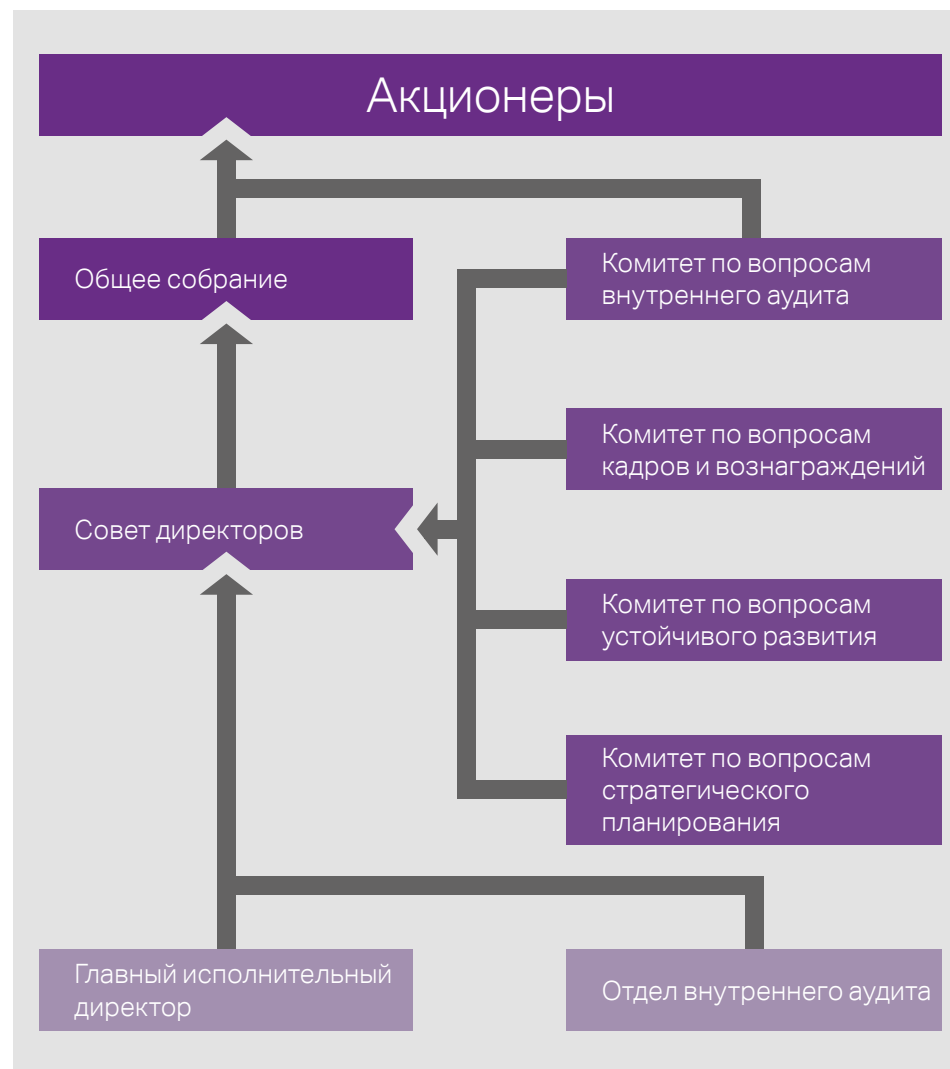 Акционеры
Общее собрание
Комитет по вопросам
внутреннего аудита
Комитет по вопросам
кадров и вознаграждений
Совет директоров
Комитет по вопросам
устойчивого развития
Комитет по вопросам
стратегического
планирования
Главный исполнительный
директор
Отдел внутреннего аудита